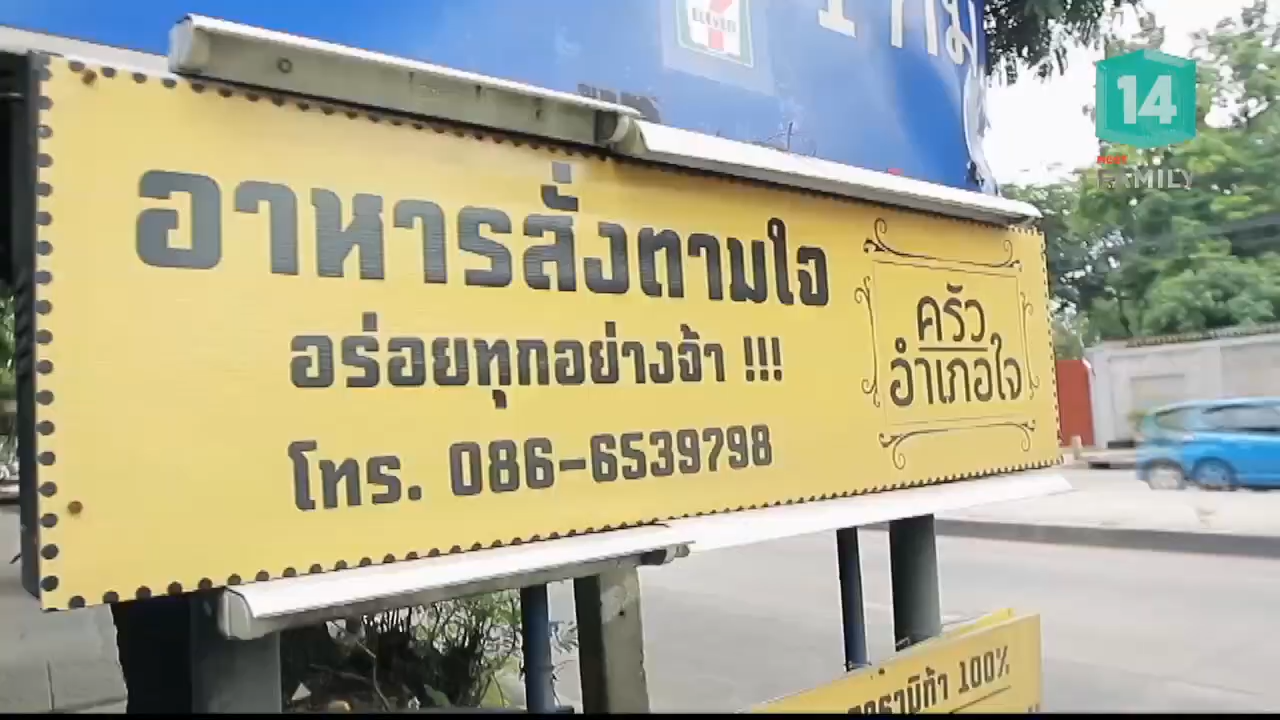 ELEVEN
14
FAMILY
อาหารสั่งตามใจ
อร่อยทุกอย่างจ้า !!!
โทร. 086-6539798
ครัว
อำเภอใจ
100%